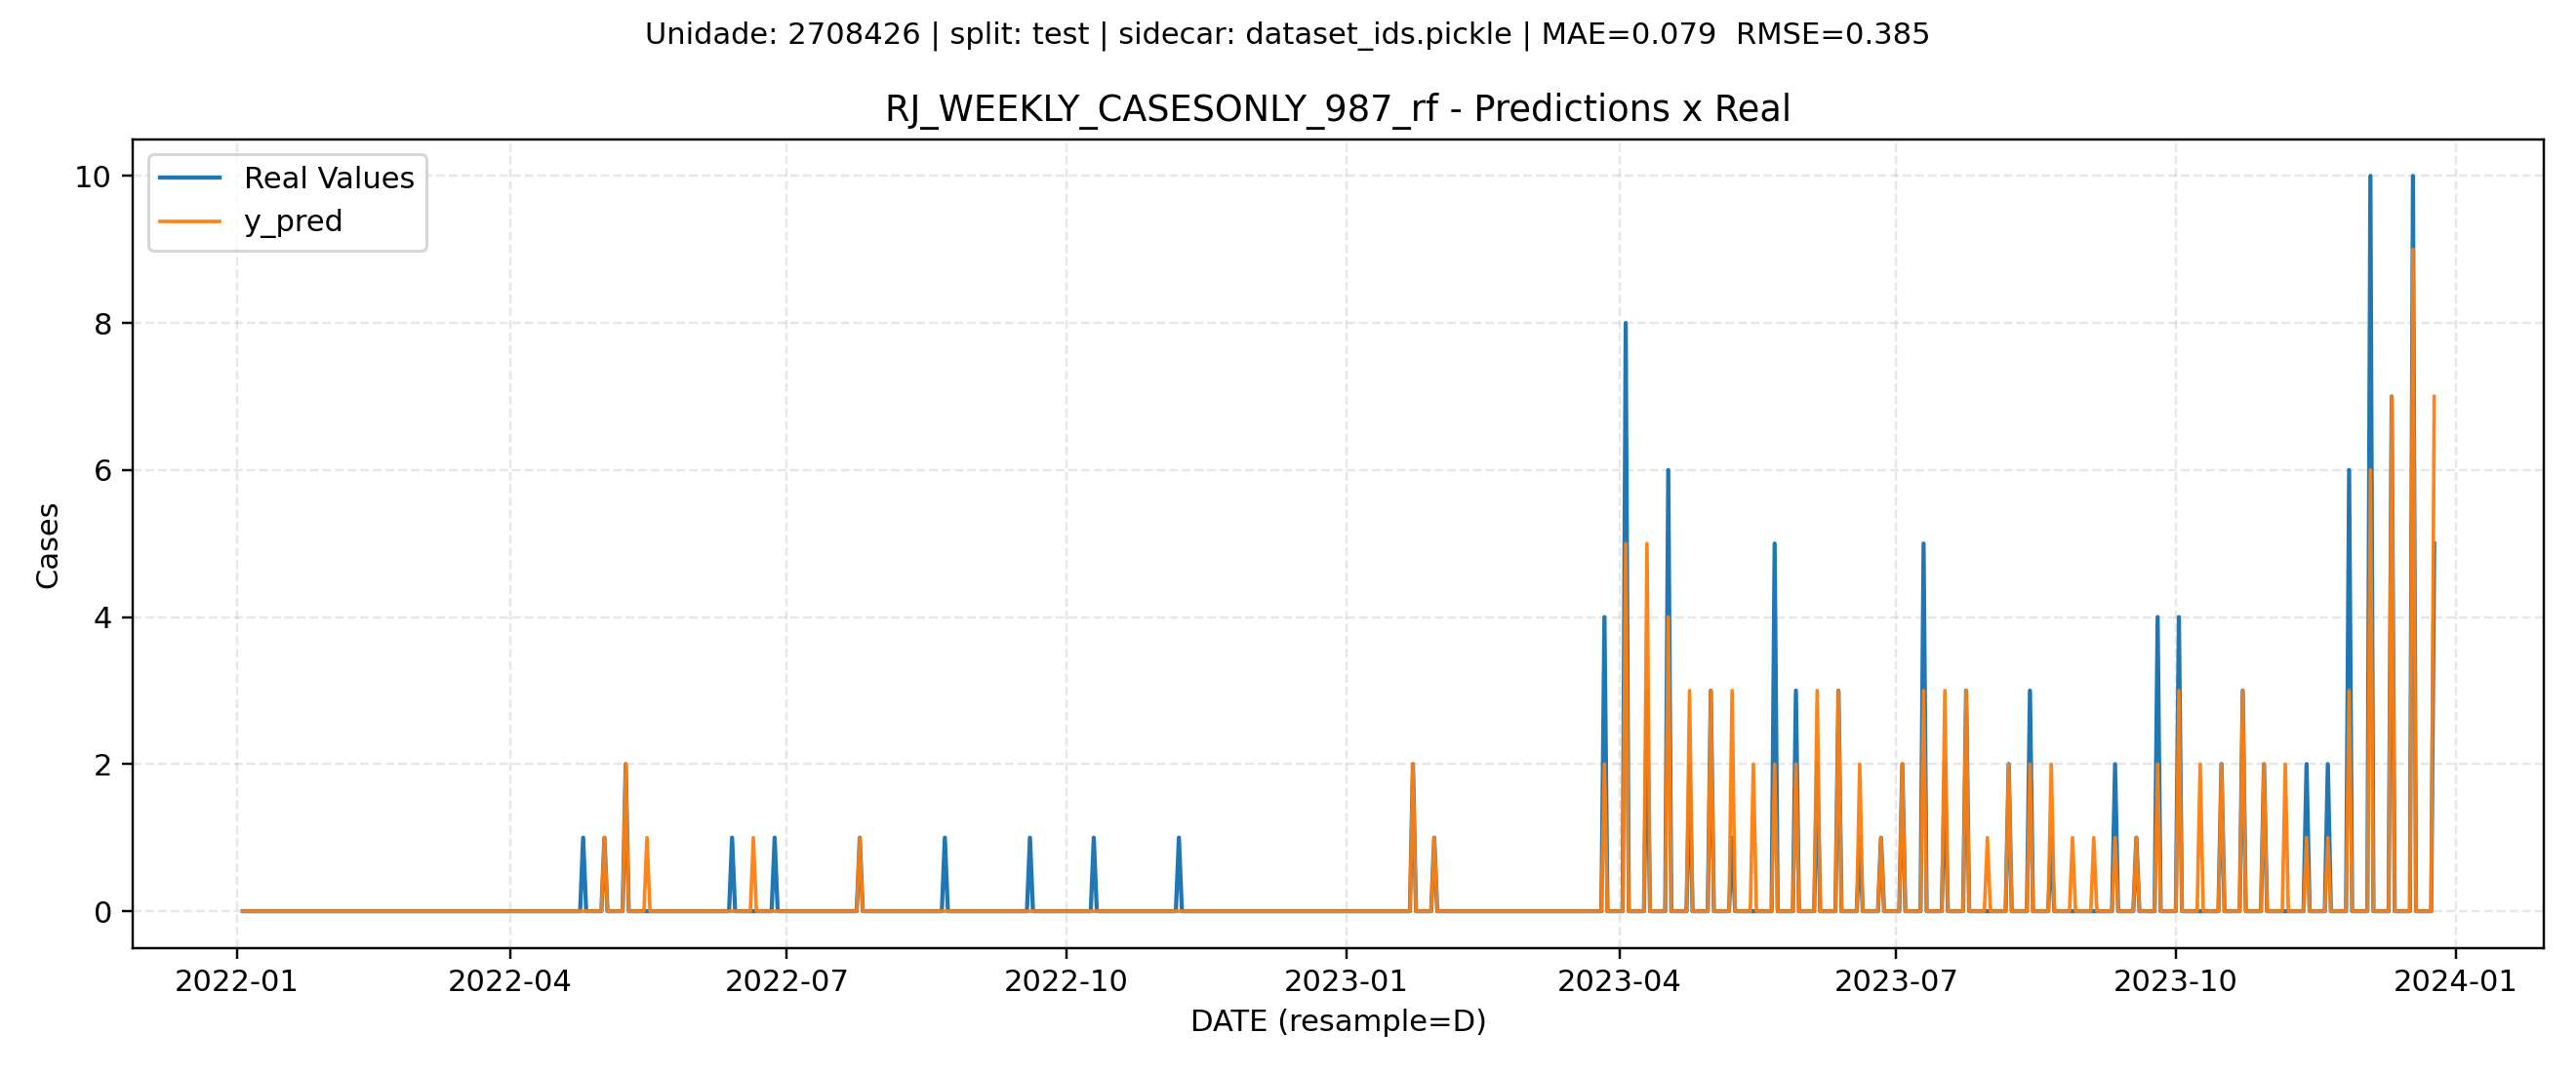 Unidade: 2708426 | split: test | sidecar: dataset_ids.pickle | MAE=0.079  RMSE=0.385
RJ_WEEKLY_CASESONLY_987_rf - Predictions x Real
Real Values
y_pred
10
8
6
4
2
0
Cases
2022-01
2022-04
2022-07
2022-10
2023-01
2023-04
2023-07
2023-10
2024-01
DATE (resample=D)